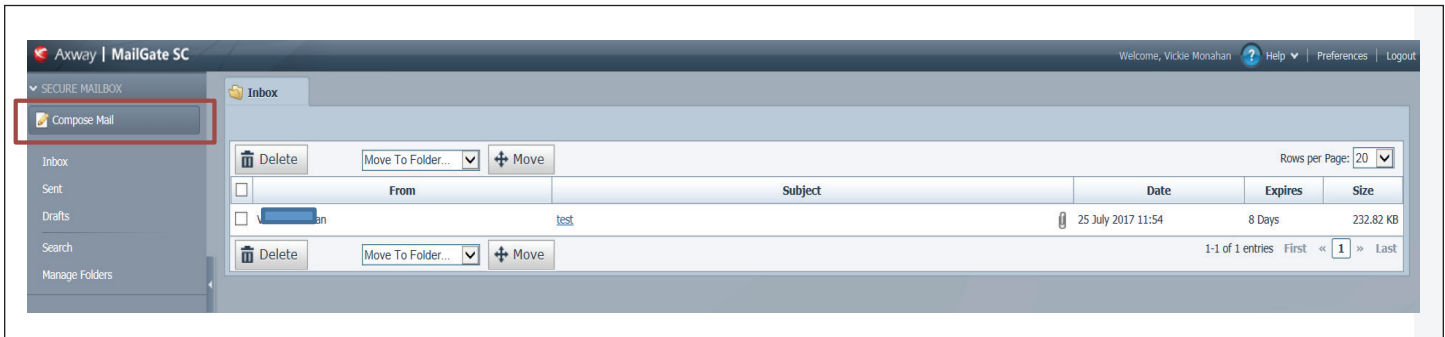 Axway | MailGate SC
Welcome, Vickie Monahan ? Help | Preferences | Logout
SECURE MAILBOX
Inbox
Compose Mail
Inbox
Sent
Drafts
Search
Manage Folders
Delete Move To Folder... Move Rows per Page: 20
From Subject Date Expires Size
V an test 25 July 2017 11:54 8 Days 232.82 KB
Delete Move To Folder... Move 1-1 of 1 entries First « 1 » Last